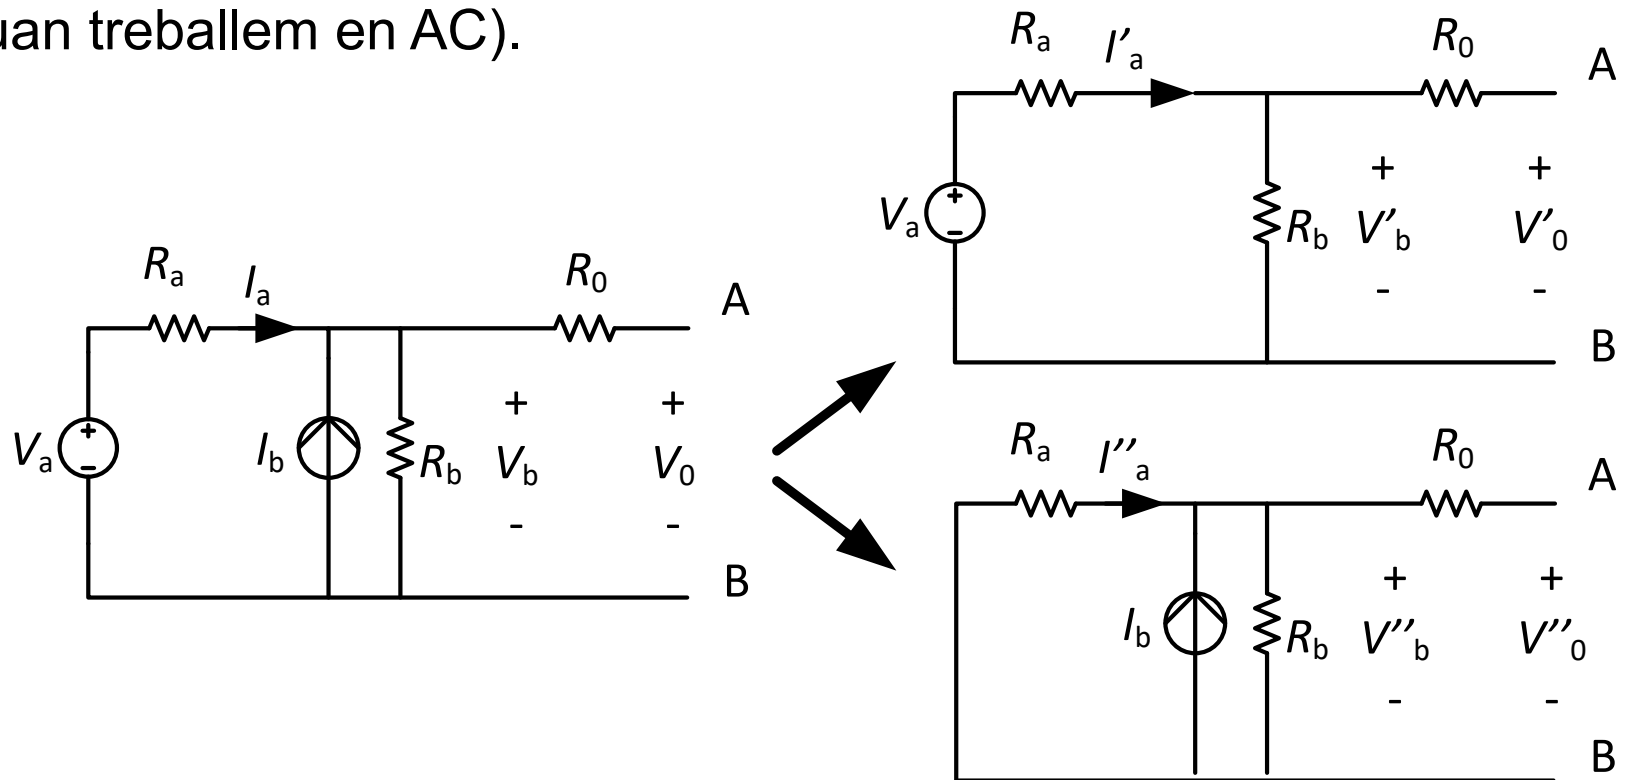 uan treballem en AC).
Ra
I'a
R0
A
Va
+
-
Rb
+
V'b
-
+
V'0
-
B
Ra
Ia
R0
A
Va
+
-
Ib
Rb
+
Vb
-
+
V0
-
B
Ra
I''a
R0
A
Ib
Rb
+
V''b
-
+
V''0
-
B